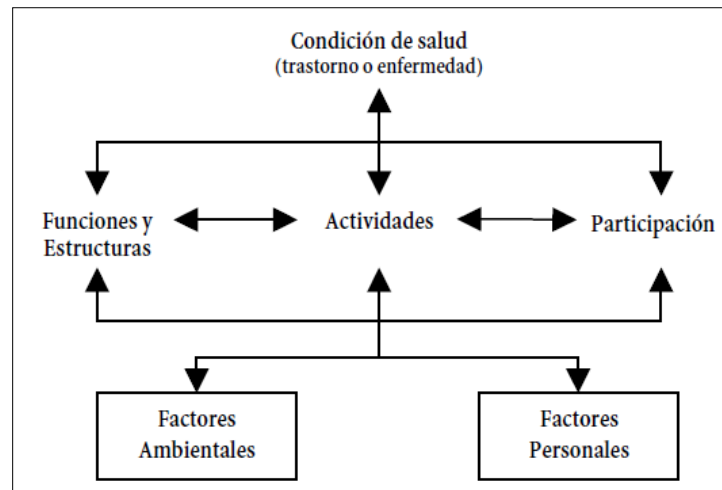 Condición de salud
(trastorno o enfermedad)
Funciones y
Estructuras
Actividades
Participación
Factores
Ambientales
Factores
Personales